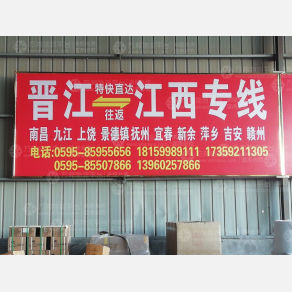 晋江 特快直达 江西专线
往返
南昌 九江 上饶 景德镇 抚州 宜春 新余 萍乡 吉安 赣州
电话:0595-85955656 18159989111 17359211305
0595-85507866 13960257866